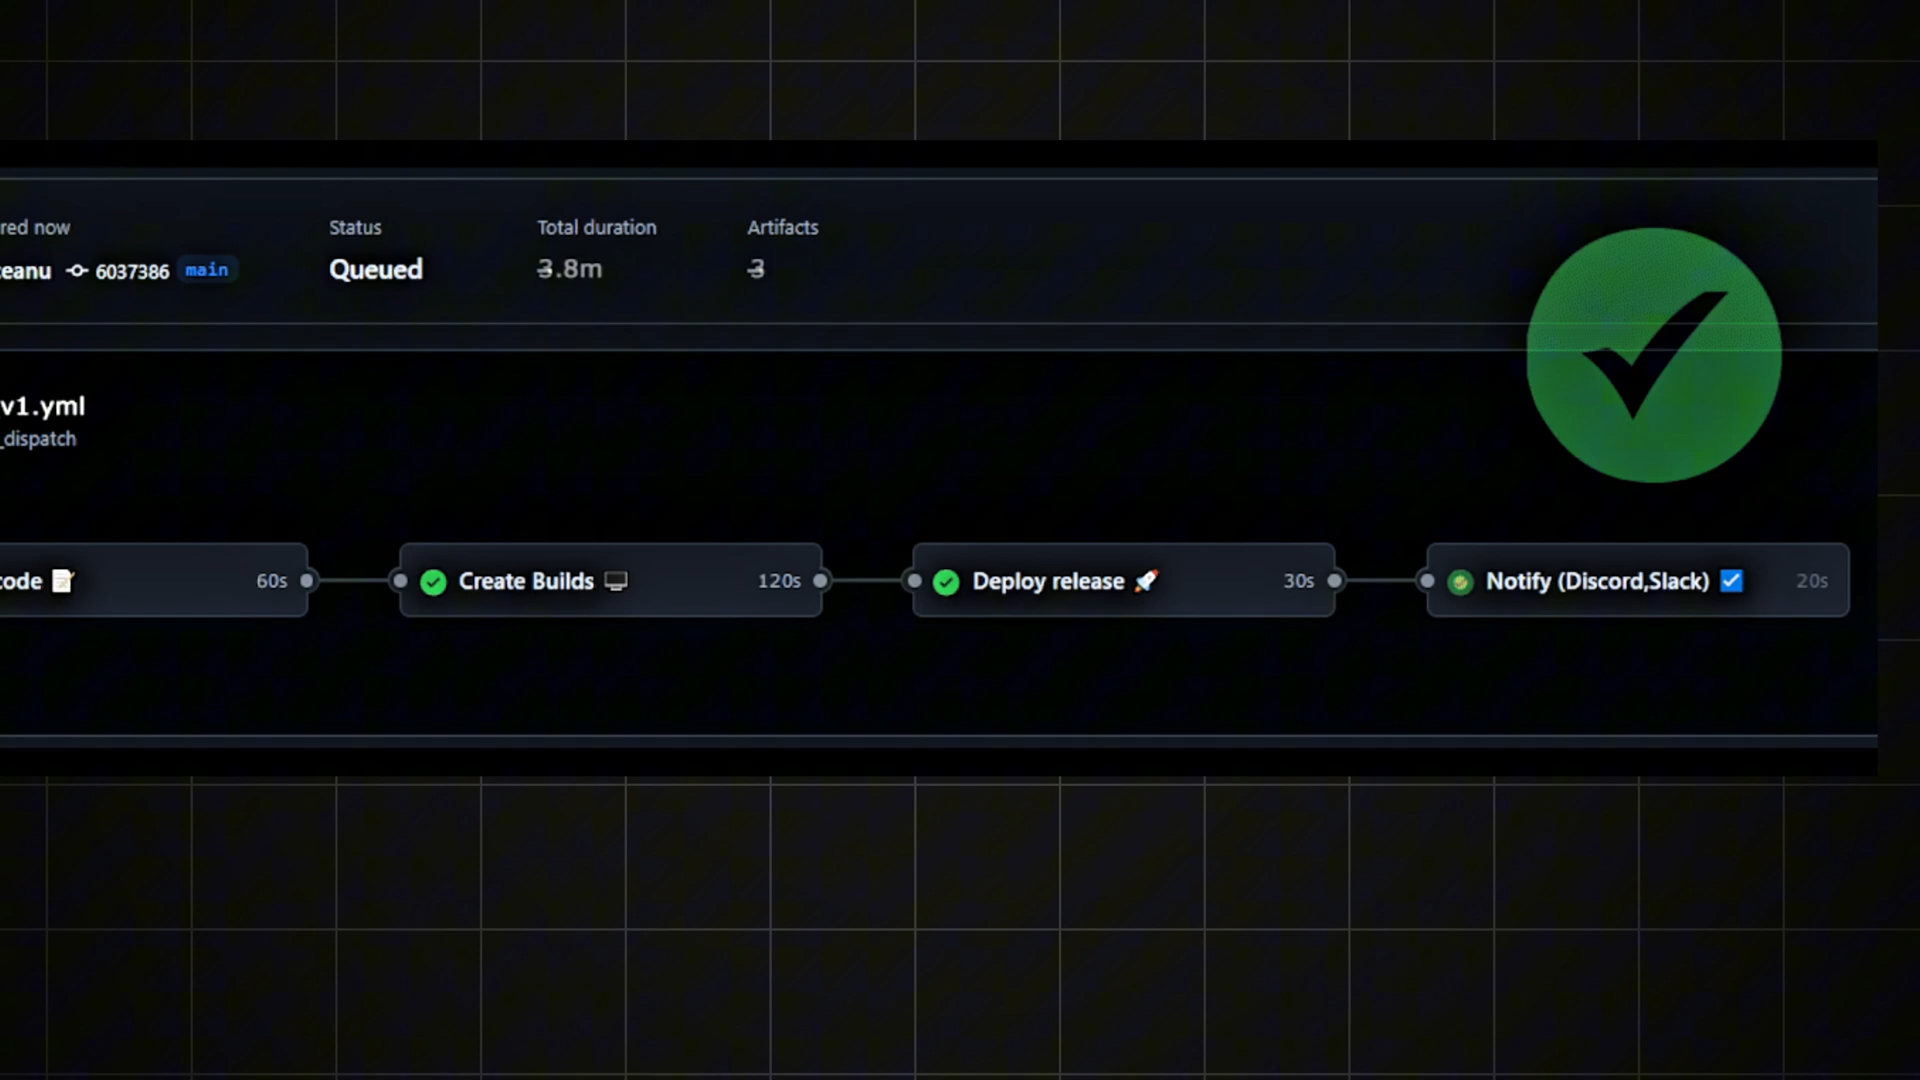 red now
Status
Total duration
Artifacts
eanu 6037386 main
Queued
3.8m
3
v1.yml
_dispatch
code 60s
Create Builds 120s
Deploy release 30s
Notify (Discord,Slack) 20s